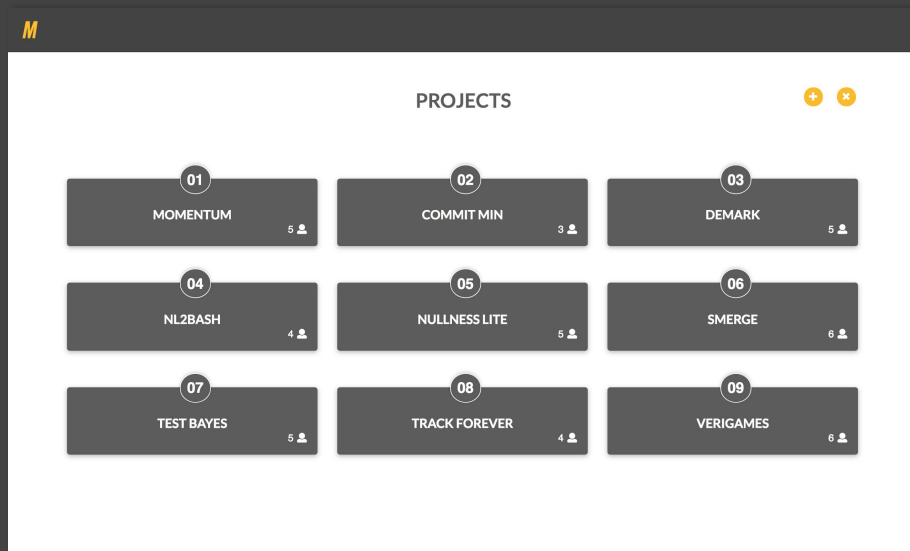 M
PROJECTS
01
MOMENTUM
5
02
COMMIT MIN
3
03
DEMARK
5
04
NL2BASH
4
05
NULLNESS LITE
5
06
SMERGE
6
07
TEST BAYES
5
08
TRACK FOREVER
4
09
VERIGAMES
6